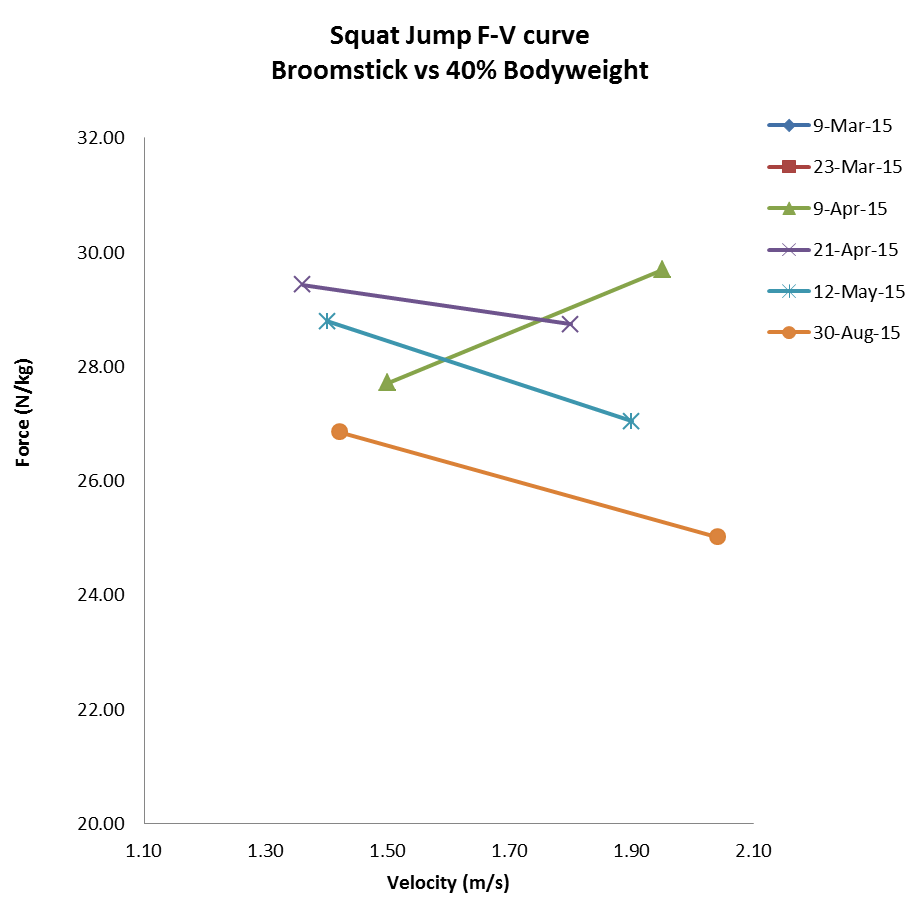 Squat Jump F-V curve
Broomstick vs 40% Bodyweight
32.00
30.00
28.00
26.00
24.00
22.00
20.00
Force (N/kg)
1.10
1.30
1.50
1.70
1.90
2.10
Velocity (m/s)
9-Mar-15
23-Mar-15
9-Apr-15
21-Apr-15
12-May-15
30-Aug-15